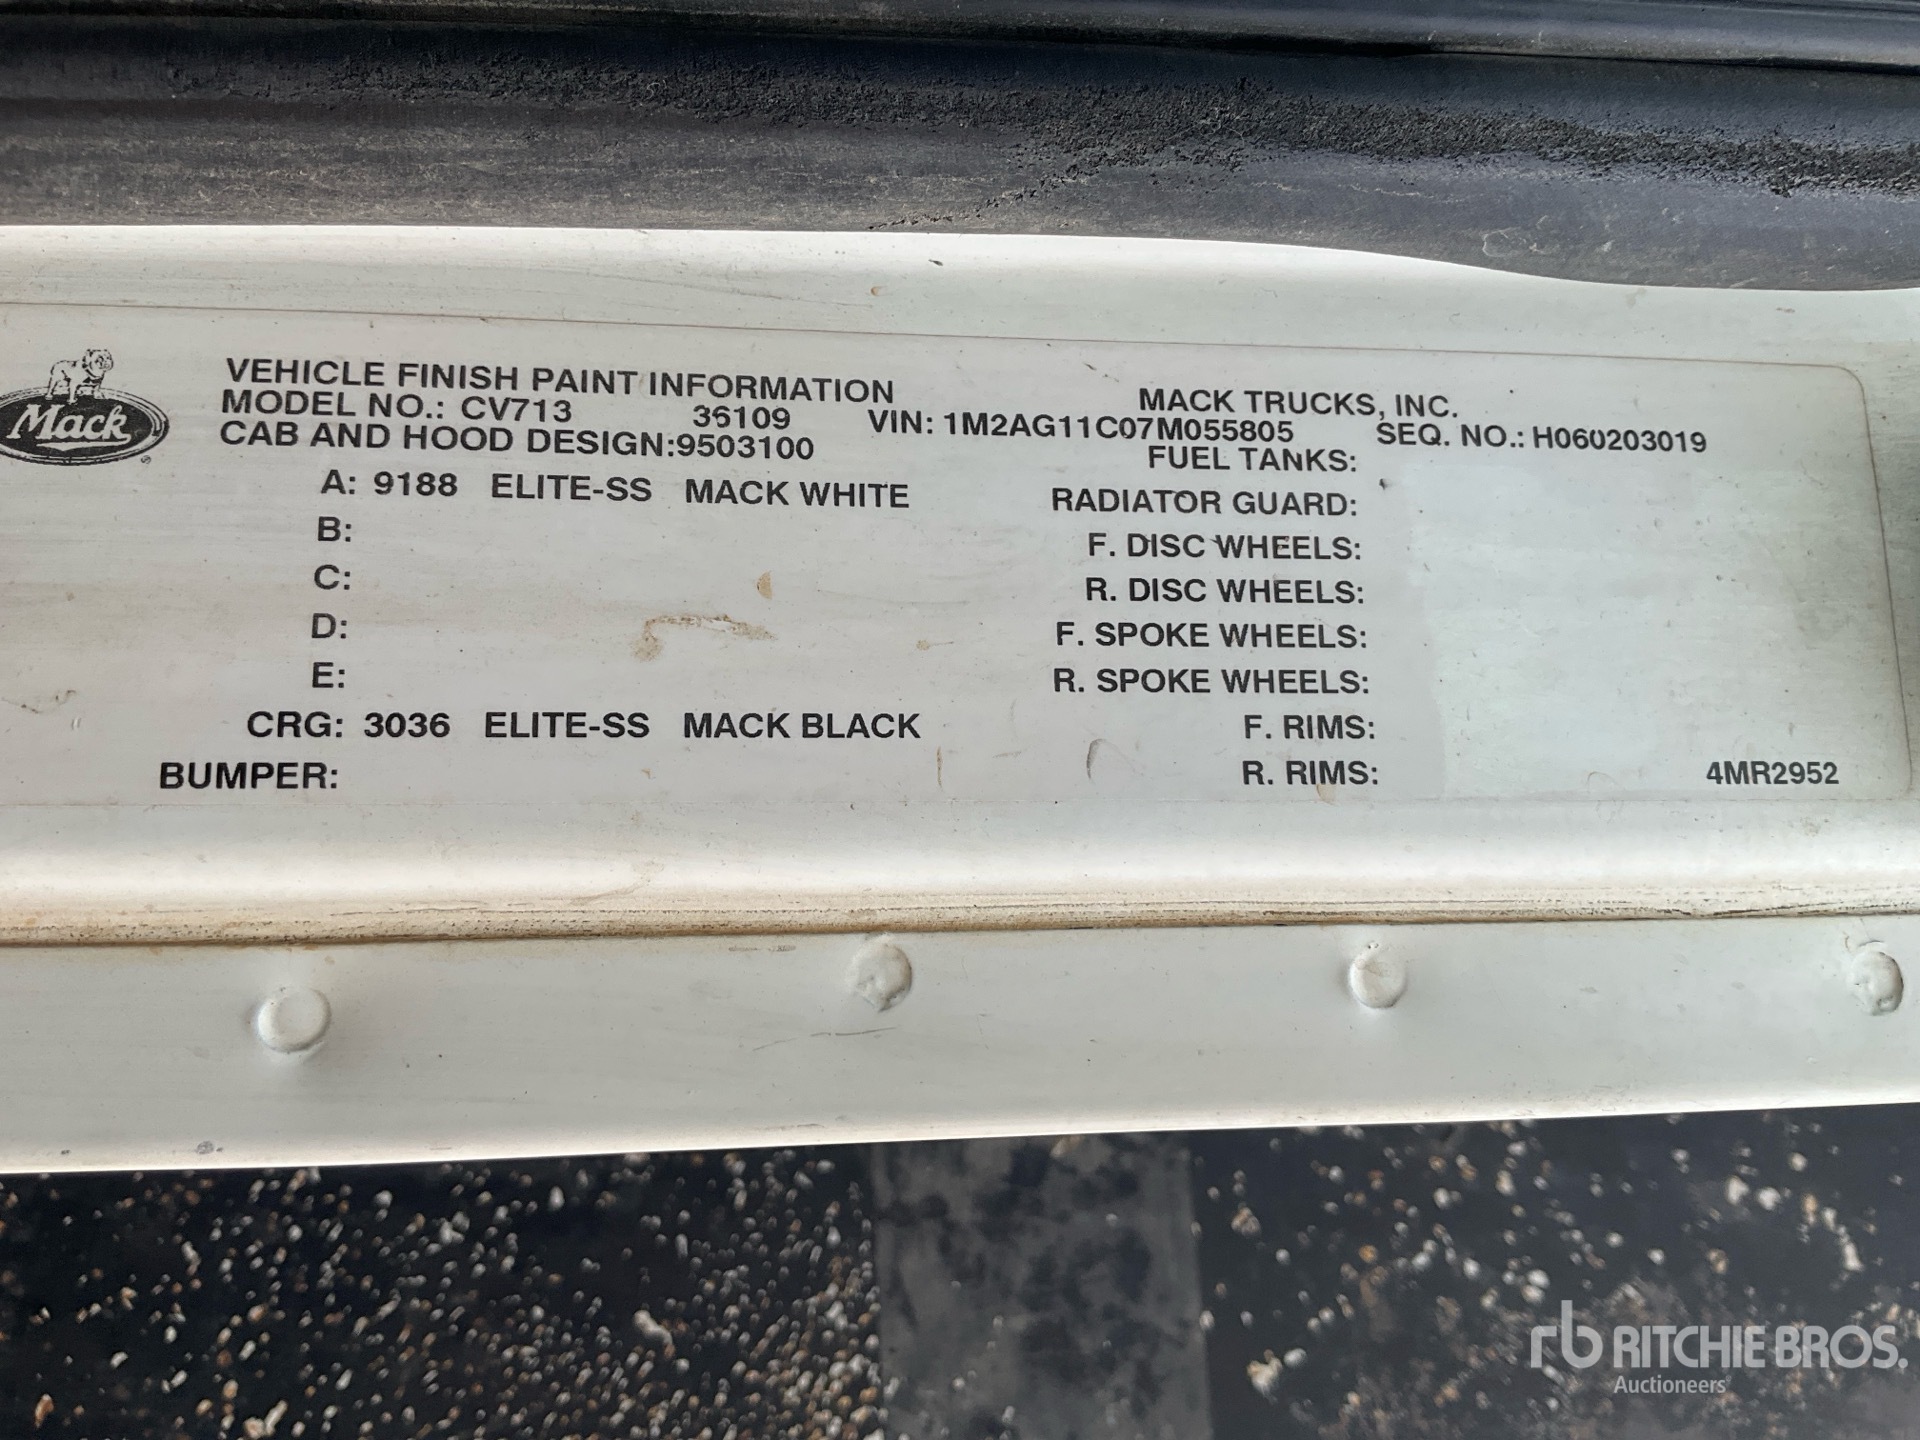 Mack
VEHICLE FINISH PAINT INFORMATION
MACK TRUCKS, INC.
MODEL NO.: CV713 36109 VIN: 1M2AG11C07M055805 SEQ. NO.: H060203019
CAB AND HOOD DESIGN:9503100
FUEL TANKS:
A: 9188 ELITE-SS MACK WHITE
RADIATOR GUARD:
B:
F. DISC WHEELS:
C:
R. DISC WHEELS:
D:
F. SPOKE WHEELS:
E:
R. SPOKE WHEELS:
CRG: 3036 ELITE-SS MACK BLACK
F. RIMS:
BUMPER:
R. RIMS:
4MR2952
rb RITCHIE BROS.
Auctioneers